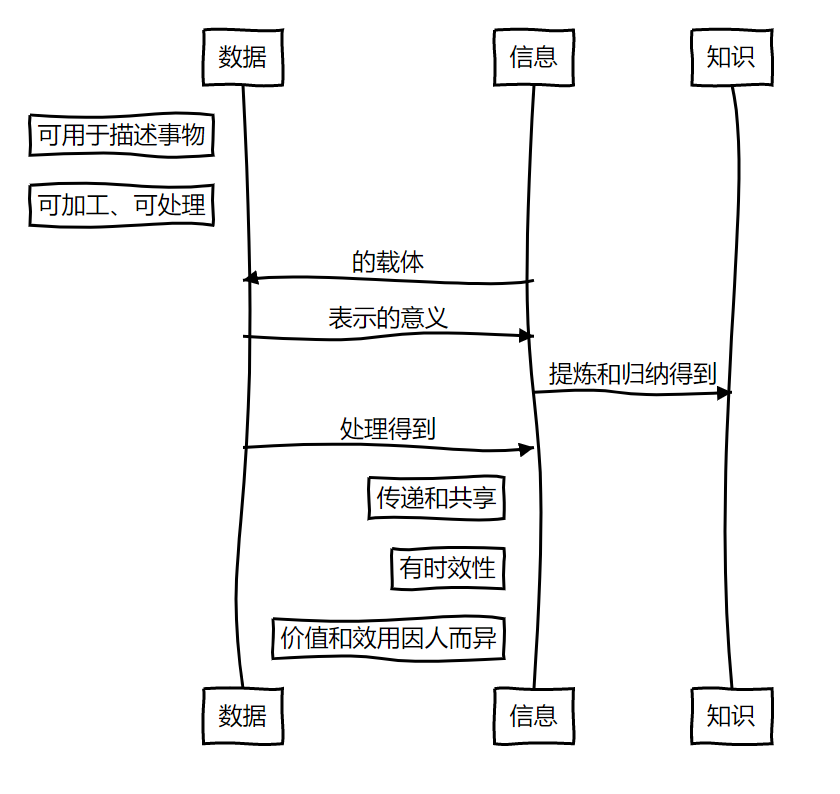 数据
信息
知识
可用于描述事物
可加工、可处理
的载体
表示的意义
提炼和归纳得到
处理得到
传递和共享
有时效性
价值和效用因人而异
数据
信息
知识